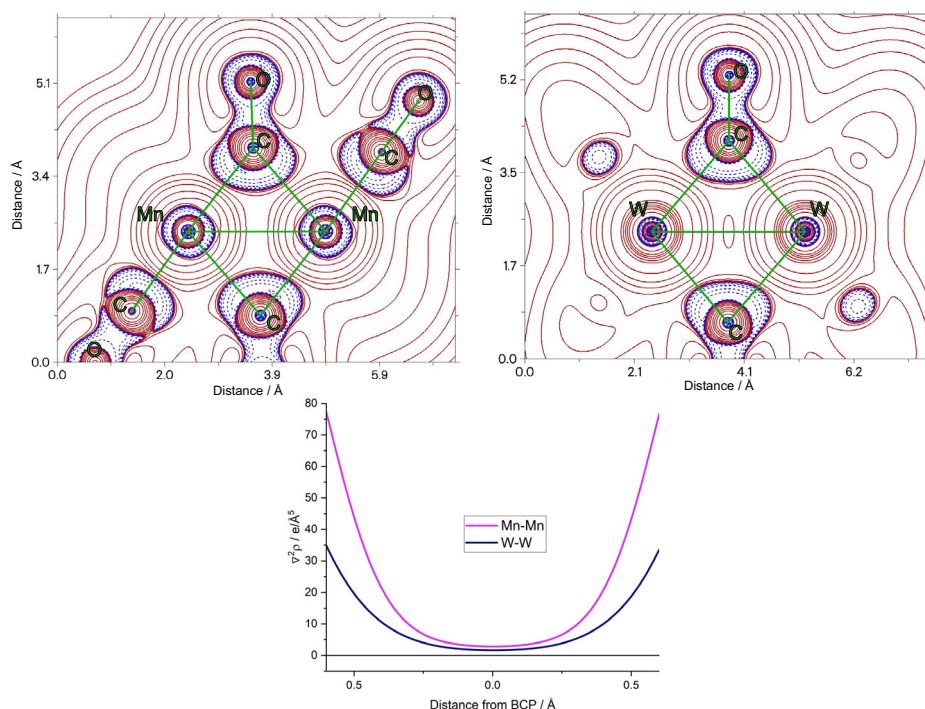 Distance / Å
5.1
3.4
1.7
0.0
O
O
C
C
Mn
Mn
C
C
O
0.0
2.0
3.9
5.9
Distance / Å
Distance / Å
5.2
3.5
1.7
0.0
O
C
W
W
C
0.0
2.1
4.1
6.2
Distance / Å
∇²ρ / e/Å⁵
80
70
60
50
40
30
20
10
0
Mn-Mn
W-W
0.5
0.0
0.5
Distance from BCP / Å